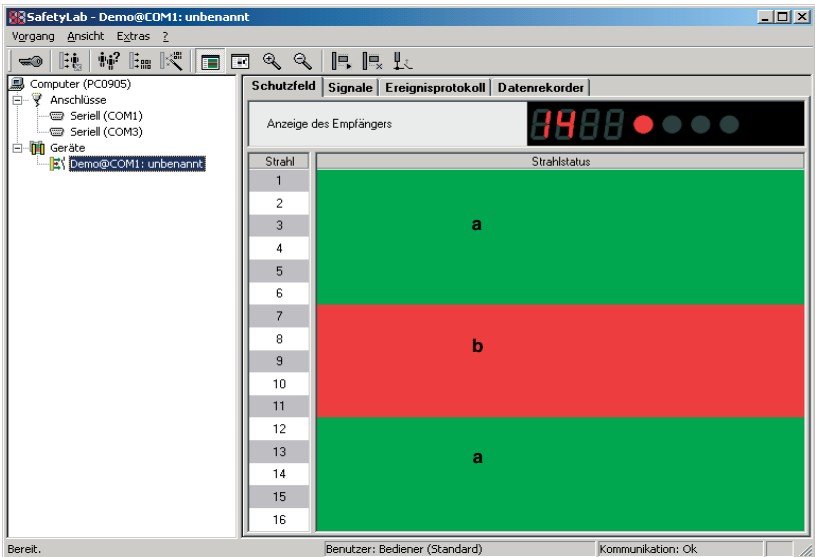 SafetyLab - Demo@COM1: unbenannt
Vorgang Ansicht Extras ?
Computer (PC0905)
Anschlüsse
Seriell (COM1)
Seriell (COM3)
Geräte
Demo@COM1: unbenannt
Schutzfeld Signale Ereignisprotokoll Datenrekorder
Anzeige des Empfängers
14
Strahl Strahlstatus
1
2
3 a
4
5
6
7
8 b
9
10
11
12
13 a
14
15
16
Bereit. Benutzer: Bediener (Standard) Kommunikation: Ok